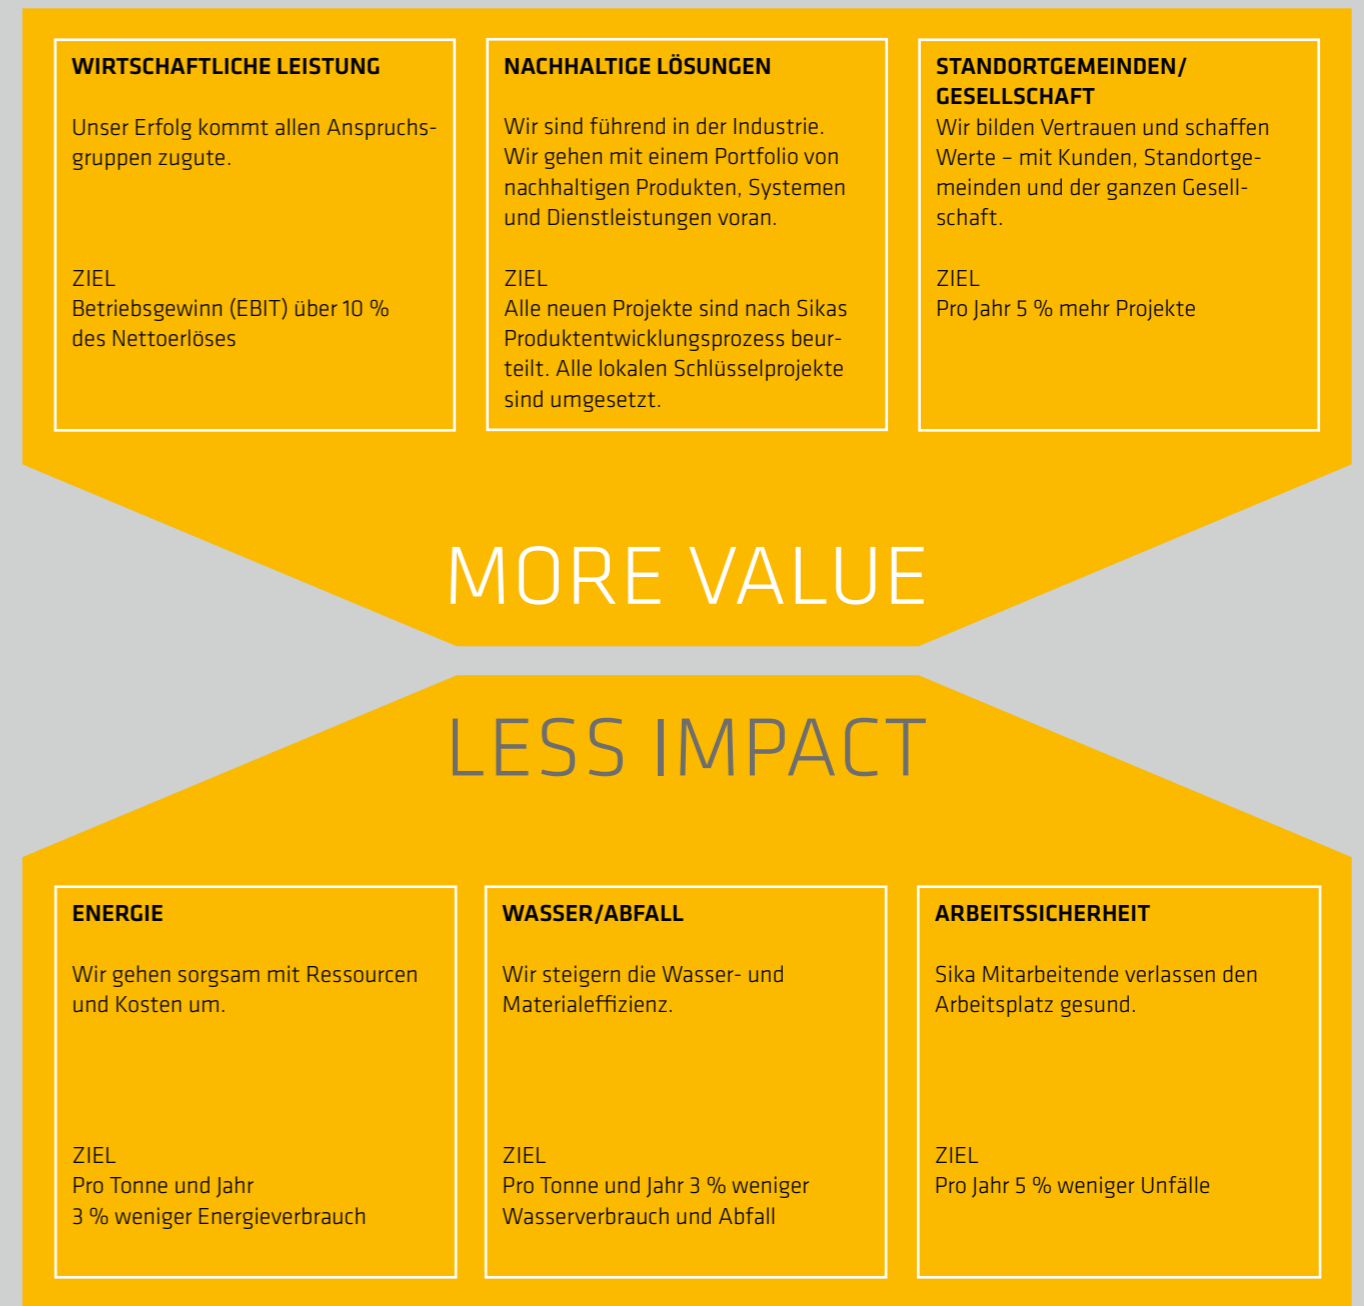 WIRTSCHAFTLICHE LEISTUNG
Unser Erfolg kommt allen Anspruchs-
gruppen zugute.
ZIEL
Betriebsgewinn (EBIT) über 10 %
des Nettoerlöses
NACHHALTIGE LÖSUNGEN
Wir sind führend in der Industrie.
Wir gehen mit einem Portfolio von
nachhaltigen Produkten, Systemen
und Dienstleistungen voran.
ZIEL
Alle neuen Projekte sind nach Sikas
Produktentwicklungsprozess beur-
teilt. Alle lokalen Schlüsselprojekte
sind umgesetzt.
STANDORTGEMEINDEN/
GESELLSCHAFT
Wir bilden Vertrauen und schaffen
Werte – mit Kunden, Standortge-
meinden und der ganzen Gesell-
schaft.
ZIEL
Pro Jahr 5 % mehr Projekte
MORE VALUE
LESS IMPACT
ENERGIE
Wir gehen sorgsam mit Ressourcen
und Kosten um.
ZIEL
Pro Tonne und Jahr
3 % weniger Energieverbrauch
WASSER/ABFALL
Wir steigern die Wasser- und
Materialeffizienz.
ZIEL
Pro Tonne und Jahr 3 % weniger
Wasserverbrauch und Abfall
ARBEITSSICHERHEIT
Sika Mitarbeitende verlassen den
Arbeitsplatz gesund.
ZIEL
Pro Jahr 5 % weniger Unfälle